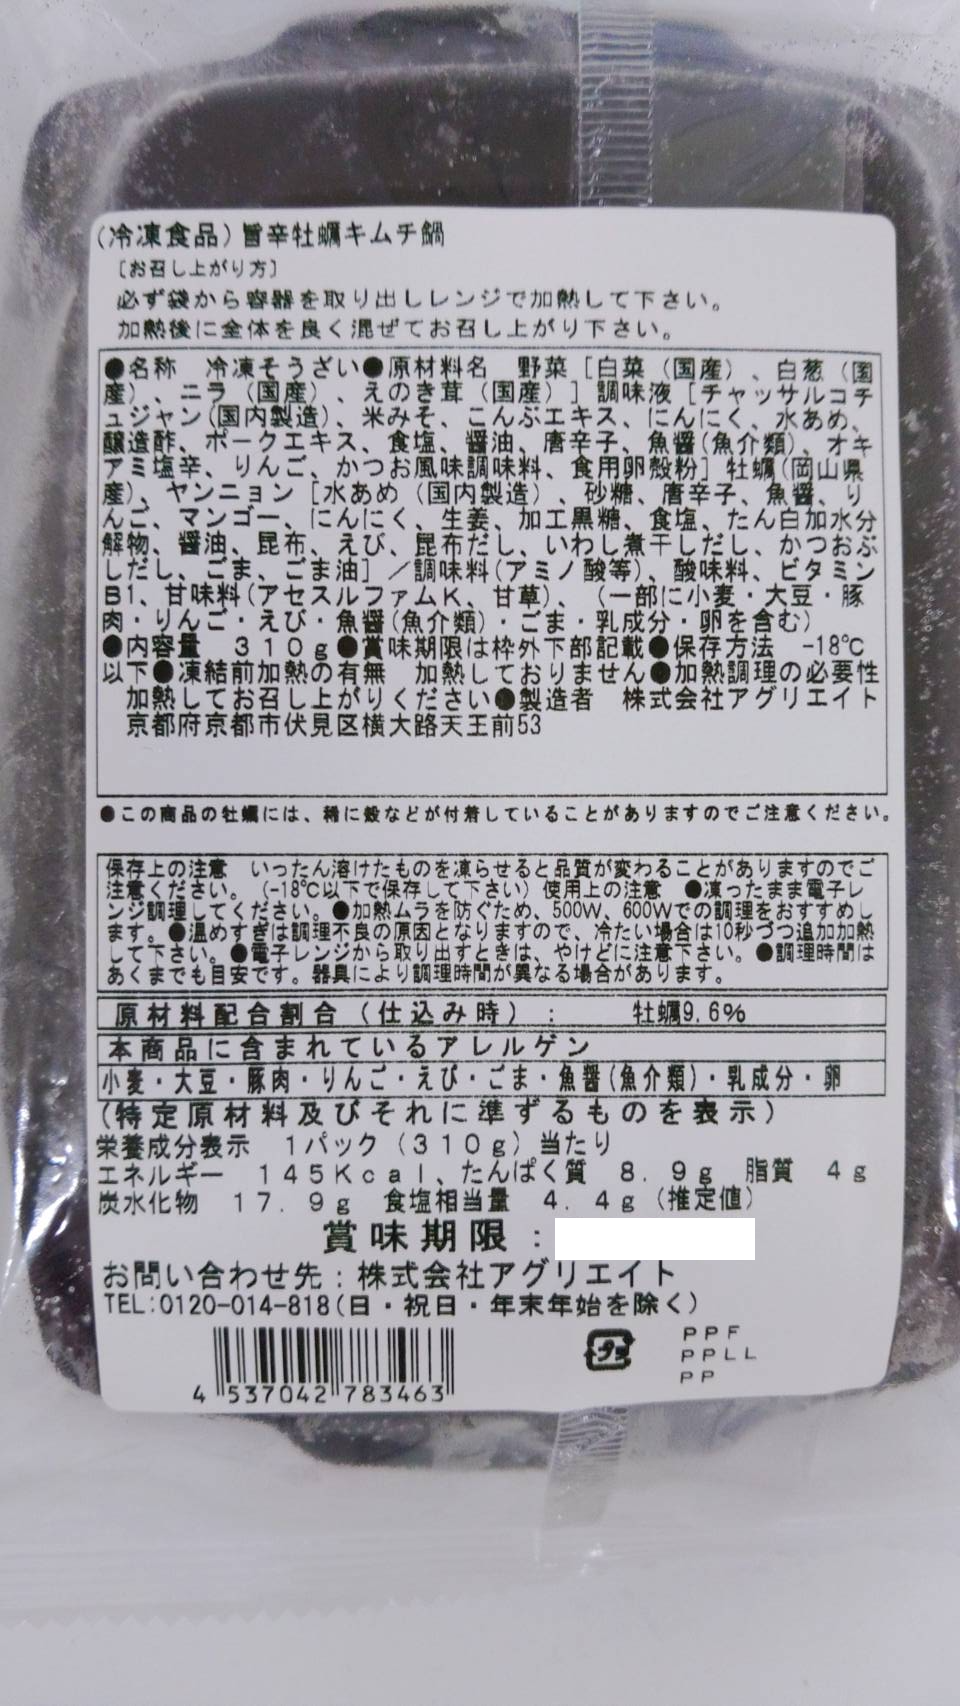 (冷凍食品)旨辛牡蠣キムチ鍋
[お召し上がり方]
必ず袋から容器を取り出しレンジで加熱して下さい。
加熱後に全体を良く混ぜてお召し上がり下さい。
●名称　冷凍そうざい●原材料名　野菜[白菜(国産)、白葱(国
産)、ニラ(国産)、えのき茸(国産)]調味液[チャッサルコチ
ュジャン(国内製造)、米みそ、こんぶエキス、にんにく、水あめ、
醸造酢、ポークエキス、食塩、醤油、唐辛子、魚醤(魚介類)、オキ
アミ塩辛、りんご、かつお風味調味料、食用卵殻粉]牡蠣(岡山県
産)、ヤンニョン[水あめ(国内製造)、砂糖、唐辛子、魚醤、り
んご、マンゴー、にんにく、生姜、加工黒糖、食塩、たん白加水分
解物、醤油、昆布、えび、昆布だし、いわし煮干しだし、かつおぶ
しだし、ごま、ごま油]／調味料(アミノ酸等)、酸味料、ビタミン
B1、甘味料(アセスルファムK、甘草)、(一部に小麦・大豆・豚
肉・りんご・えび・魚醤(魚介類)・ごま・乳成分・卵を含む)
●内容量　310g●賞味期限は枠外下部記載●保存方法　-18℃
以下●凍結前加熱の有無　加熱しておりません●加熱調理の必要性
加熱してお召し上がりください●製造者　株式会社アグリエイト
京都府京都市伏見区横大路天王前53
●この商品の牡蠣には、稀に殻などが付着していることがありますのでご注意ください。
保存上の注意　いったん溶けたものを凍らせると品質が変わることがありますのでご
注意ください。(-18℃以下で保存して下さい)使用上の注意　●凍ったまま電子レ
ンジ調理してください。●加熱ムラを防ぐため、500W、600Wでの調理をおすすめし
ます。●温めすぎは調理不良の原因となりますので、冷たい場合は10秒づつ追加加熱
して下さい。●電子レンジから取り出すときは、やけどに注意下さい。●調理時間は
あくまでも目安です。器具により調理時間が異なる場合があります。
原材料配合割合(仕込み時)：　牡蠣9.6%
本商品に含まれているアレルゲン
小麦・大豆・豚肉・りんご・えび・ごま・魚醤(魚介類)・乳成分・卵
(特定原材料及びそれに準ずるものを表示)
栄養成分表示　1パック(310g)当たり
エネルギー　145Kcal、たんぱく質　8.9g　脂質　4g
炭水化物　17.9g　食塩相当量　4.4g(推定値)
賞味期限：
お問い合わせ先：株式会社アグリエイト
TEL:0120-014-818(日・祝日・年末年始を除く)
プラ
PPF
PPLL
PP
4 537042 783463